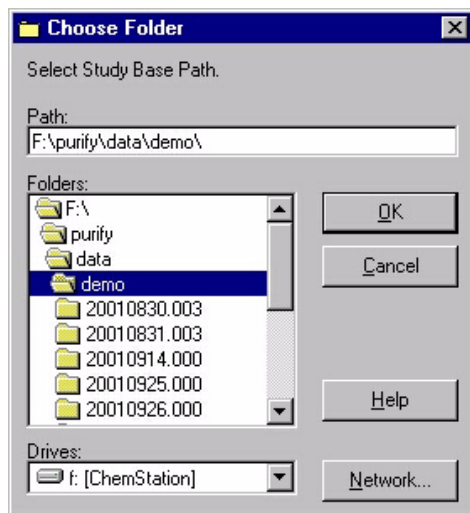 Choose Folder
Select Study Base Path.
Path:
F:\purify\data\demo\
Folders:
F:\
purify
data
demo
20010830.003
20010831.003
20010914.000
20010925.000
20010926.000
OK
Cancel
Help
Drives:
f: [ChemStation]
Network...